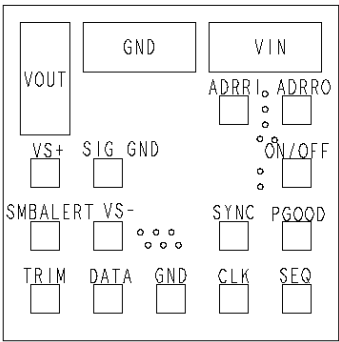 GND VIN
VOUT
ADRR1 ADRR0
VS+ SIG GND ON/OFF
SMBALERT VS- SYNC PGOOD
TRIM DATA GND CLK SEQ